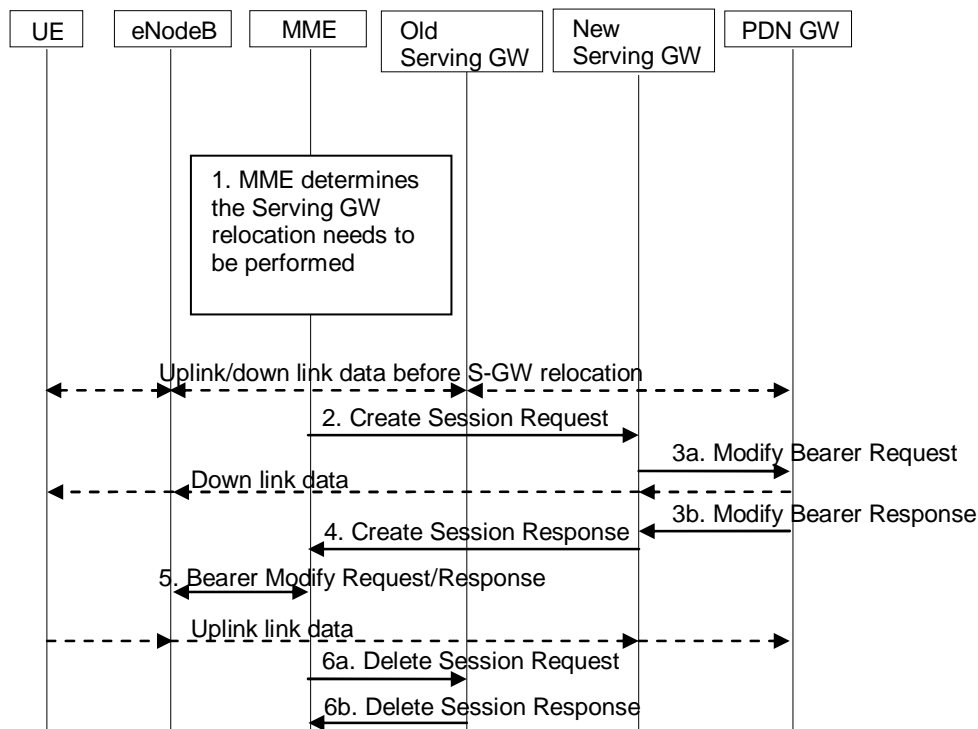 UE
eNodeB
MME
Old
Serving GW
New
Serving GW
PDN GW
1. MME determines
the Serving GW
relocation needs to
be performed
Uplink/down link data before S-GW relocation
2. Create Session Request
3a. Modify Bearer Request
Down link data
3b. Modify Bearer Response
4. Create Session Response
5. Bearer Modify Request/Response
Uplink link data
6a. Delete Session Request
6b. Delete Session Response